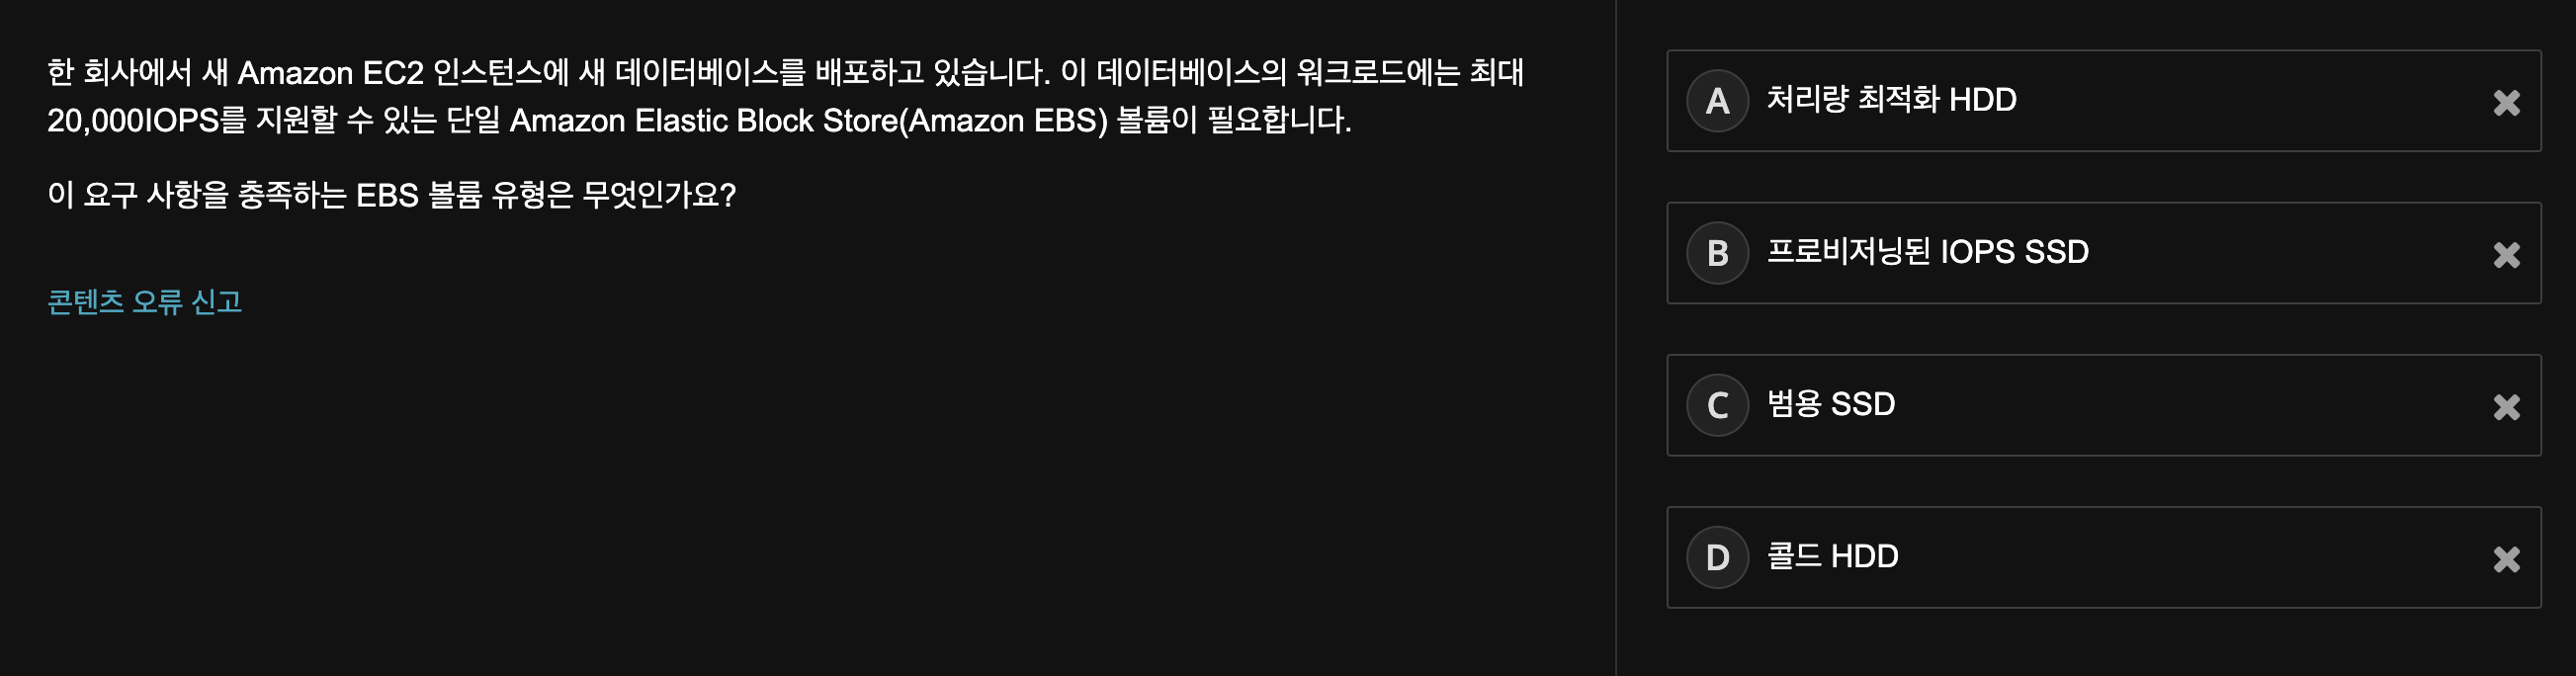 한 회사에서 새 Amazon EC2 인스턴스에 새 데이터베이스를 배포하고 있습니다. 이 데이터베이스의 워크로드에는 최대
20,000IOPS를 지원할 수 있는 단일 Amazon Elastic Block Store(Amazon EBS) 볼륨이 필요합니다.
이 요구 사항을 충족하는 EBS 볼륨 유형은 무엇인가요?
콘텐츠 오류 신고
A 처리량 최적화 HDD
B 프로비저닝된 IOPS SSD
C 범용 SSD
D 콜드 HDD